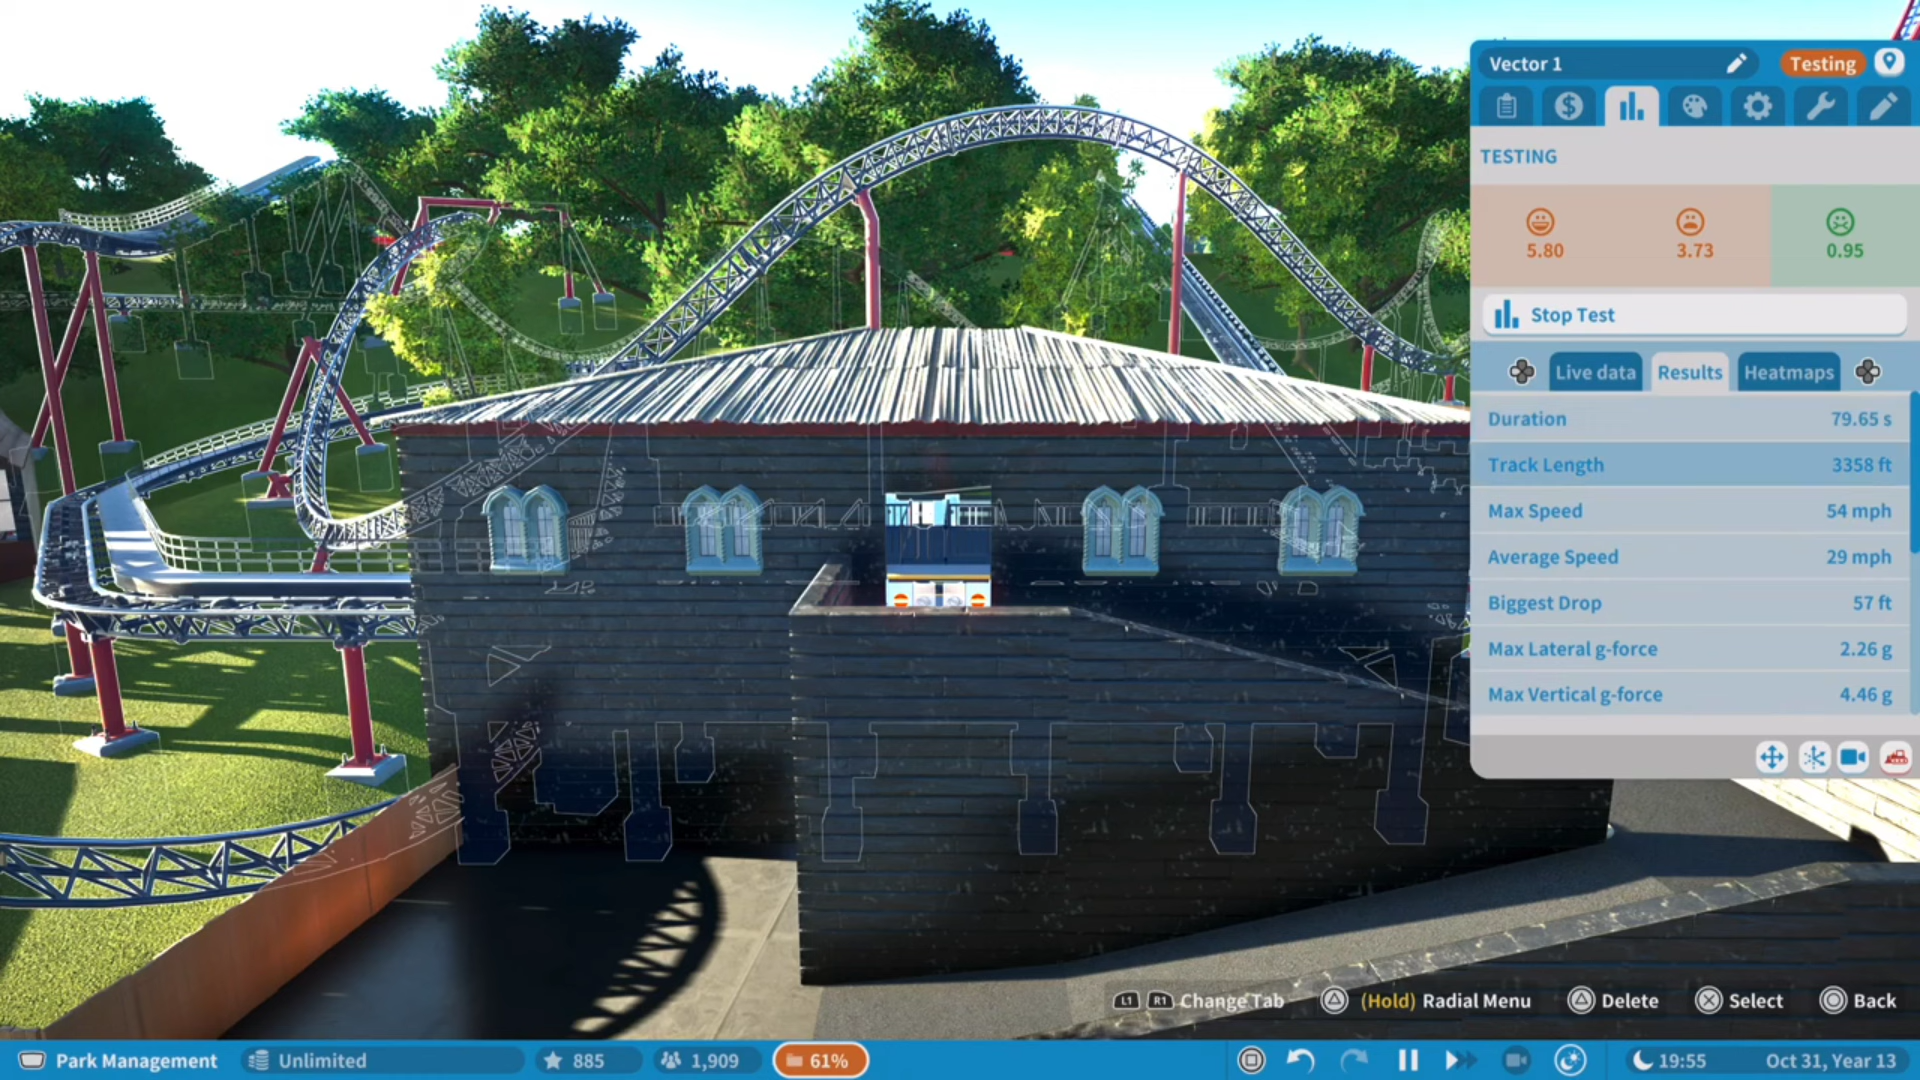 Vector 1
Testing
TESTING
5.80
3.73
0.95
Stop Test
Live data
Results
Heatmaps
Duration 79.65 s
Track Length 3358 ft
Max Speed 54 mph
Average Speed 29 mph
Biggest Drop 57 ft
Max Lateral g-force 2.26 g
Max Vertical g-force 4.46 g
L1 R1 Change Tab (Hold) Radial Menu Delete Select Back
Park Management Unlimited 885 1,909 61% 19:55 Oct 31, Year 13